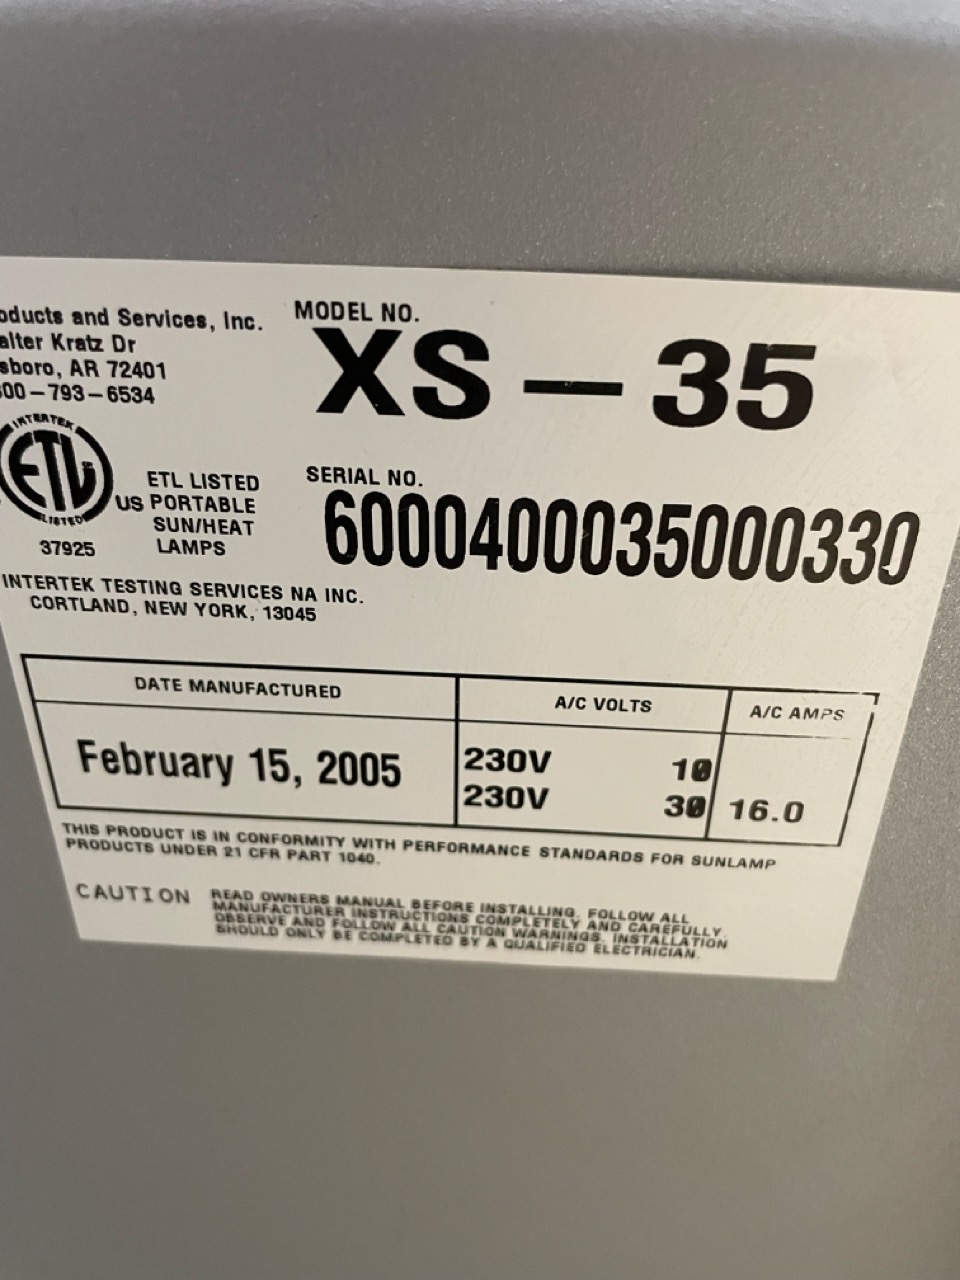 oducts and Services, Inc.
alter Kratz Dr
sboro, AR 72401
00-793-6534
MODEL NO.
XS-35
INTERTEK
ETL
US
LISTED
37925
ETL LISTED
PORTABLE
SUN/HEAT
LAMPS
SERIAL NO.
6000400035000330
INTERTEK TESTING SERVICES NA INC.
CORTLAND, NEW YORK, 13045
DATE MANUFACTURED
A/C VOLTS
A/C AMPS
February 15, 2005
230V 10
230V 30 16.0
THIS PRODUCT IS IN CONFORMITY WITH PERFORMANCE STANDARDS FOR SUNLAMP
PRODUCTS UNDER 21 CFR PART 1040.
CAUTION
READ OWNERS MANUAL BEFORE INSTALLING. FOLLOW ALL
MANUFACTURER INSTRUCTIONS COMPLETELY AND CAREFULLY.
OBSERVE AND FOLLOW ALL CAUTION WARNINGS. INSTALLATION
SHOULD ONLY BE COMPLETED BY A QUALIFIED ELECTRICIAN.